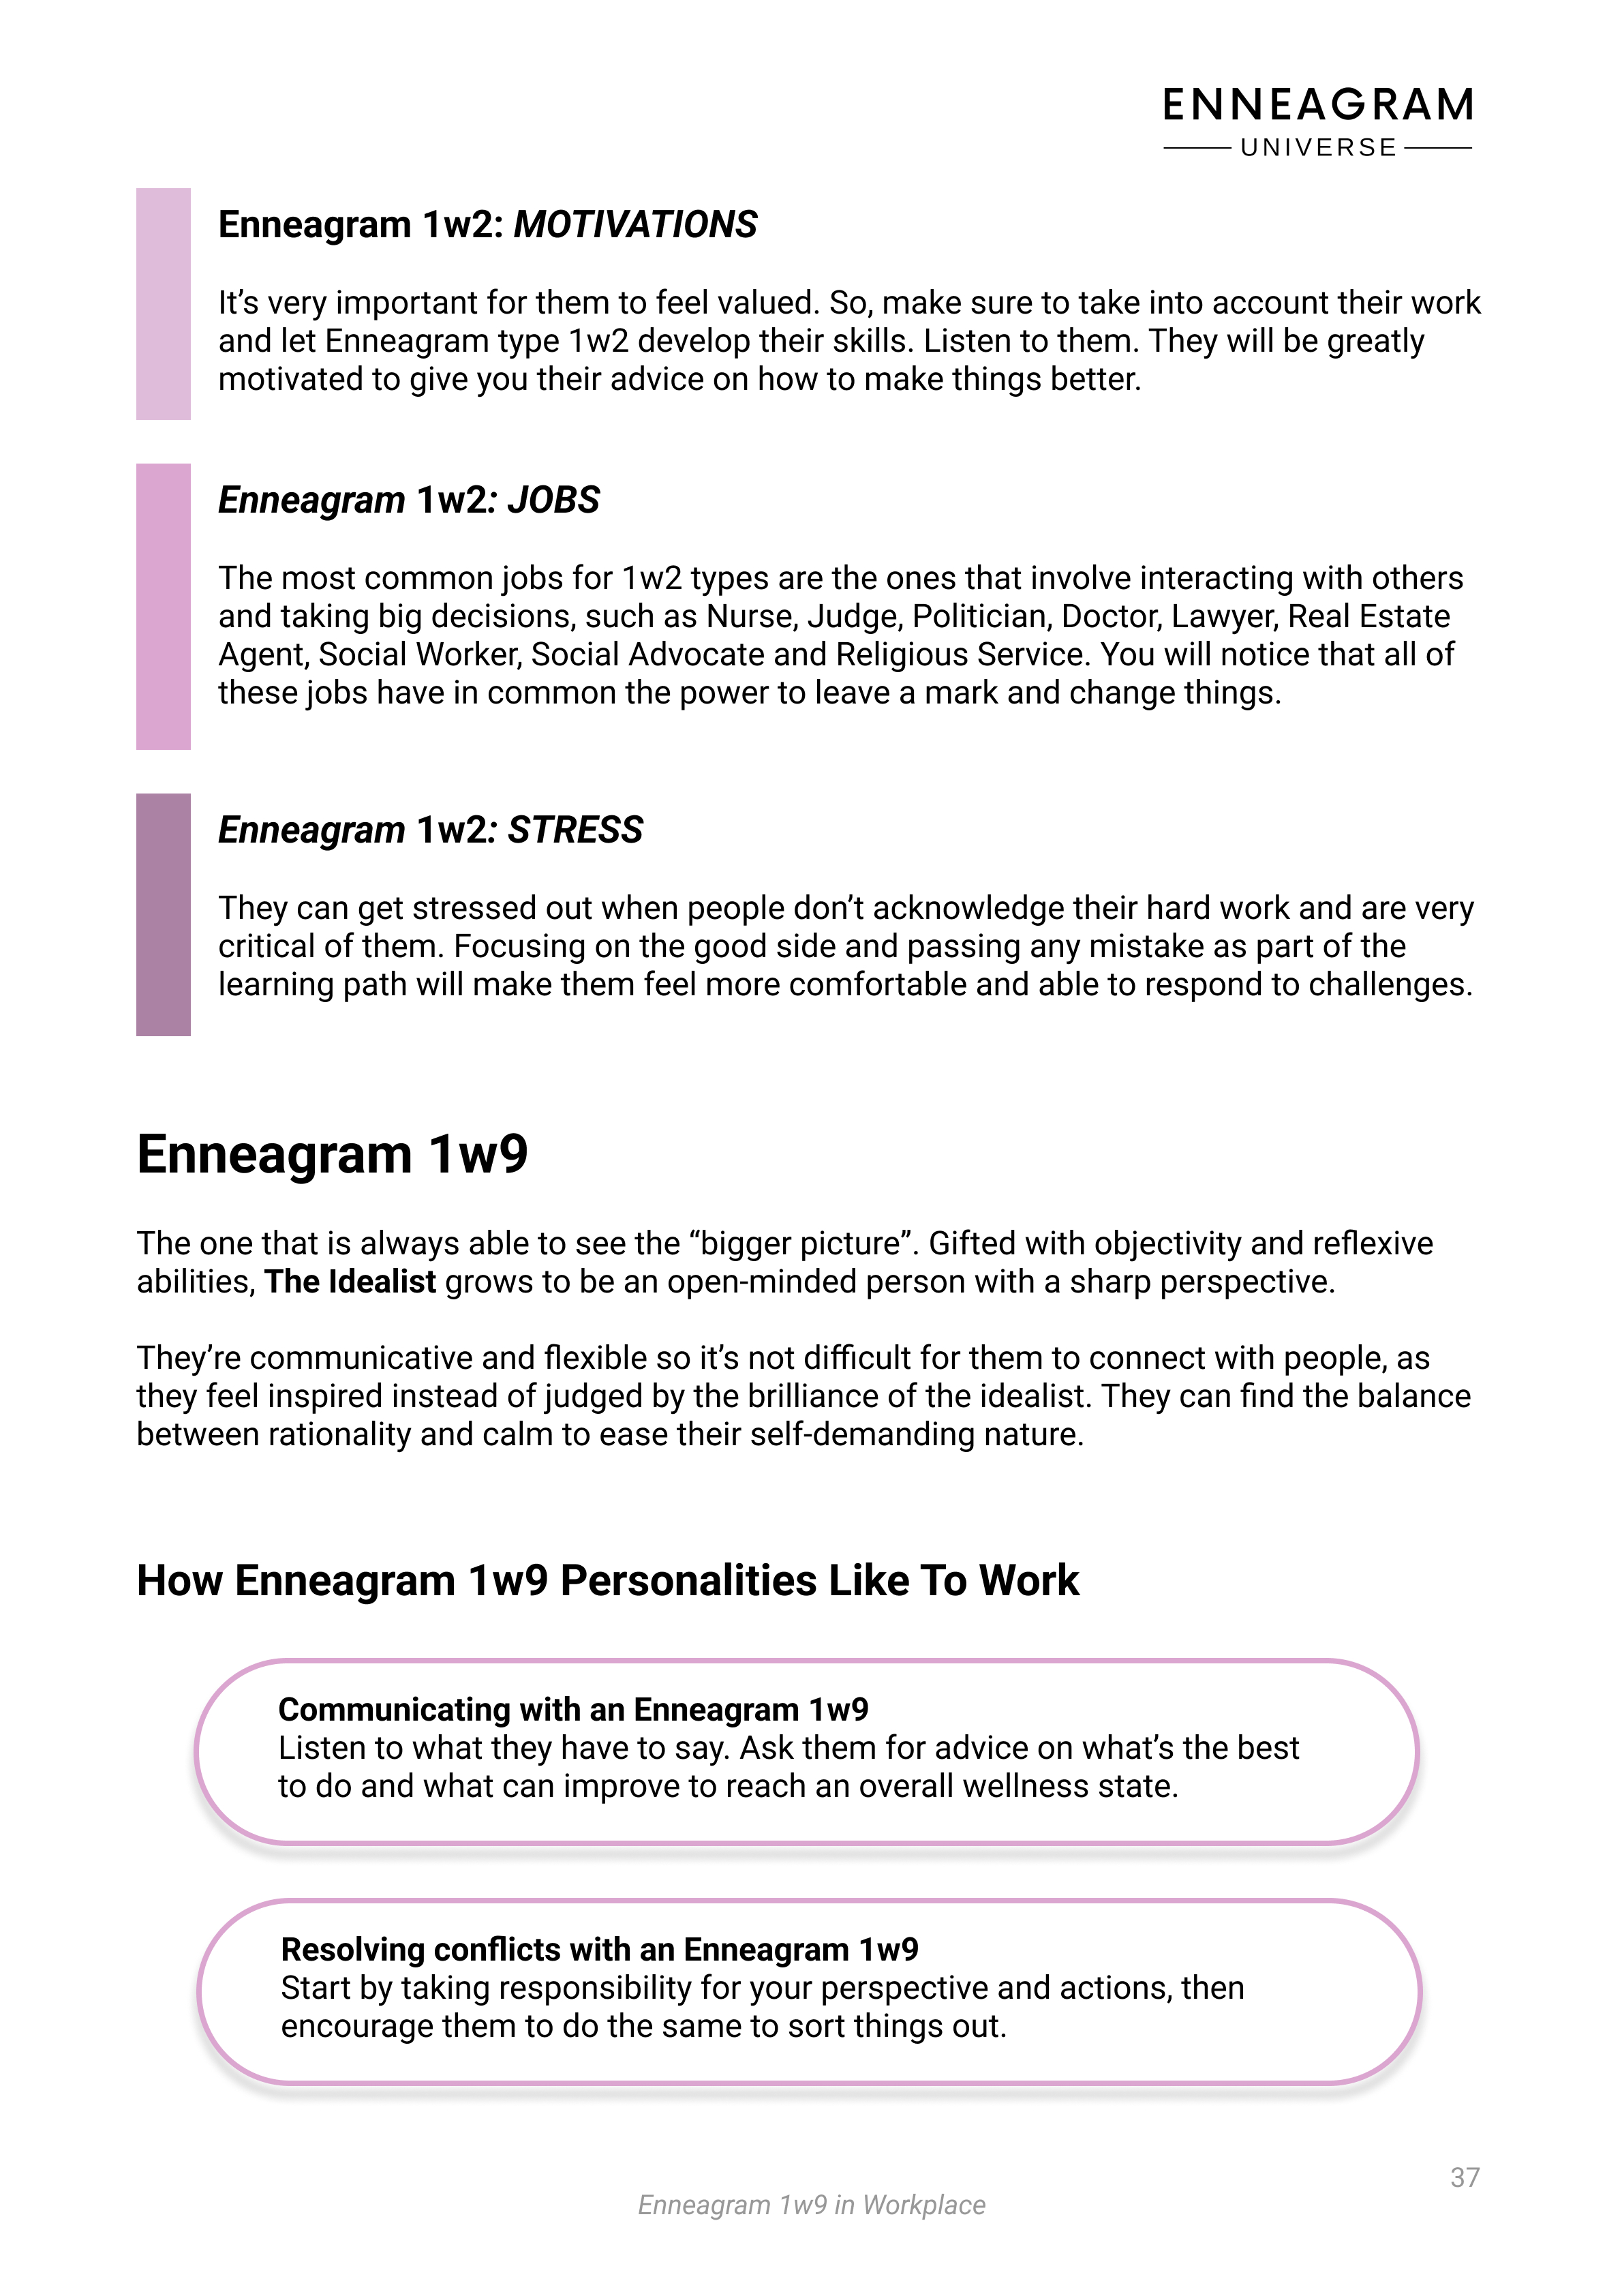 ENNEAGRAM
UNIVERSE
Enneagram 1w2: MOTIVATIONS
It’s very important for them to feel valued. So, make sure to take into account their work
and let Enneagram type 1w2 develop their skills. Listen to them. They will be greatly
motivated to give you their advice on how to make things better.
Enneagram 1w2: JOBS
The most common jobs for 1w2 types are the ones that involve interacting with others
and taking big decisions, such as Nurse, Judge, Politician, Doctor, Lawyer, Real Estate
Agent, Social Worker, Social Advocate and Religious Service. You will notice that all of
these jobs have in common the power to leave a mark and change things.
Enneagram 1w2: STRESS
They can get stressed out when people don’t acknowledge their hard work and are very
critical of them. Focusing on the good side and passing any mistake as part of the
learning path will make them feel more comfortable and able to respond to challenges.
Enneagram 1w9
The one that is always able to see the “bigger picture”. Gifted with objectivity and reflexive
abilities, The Idealist grows to be an open-minded person with a sharp perspective.
They’re communicative and flexible so it’s not difficult for them to connect with people, as
they feel inspired instead of judged by the brilliance of the idealist. They can find the balance
between rationality and calm to ease their self-demanding nature.
How Enneagram 1w9 Personalities Like To Work
Communicating with an Enneagram 1w9
Listen to what they have to say. Ask them for advice on what’s the best
to do and what can improve to reach an overall wellness state.
Resolving conflicts with an Enneagram 1w9
Start by taking responsibility for your perspective and actions, then
encourage them to do the same to sort things out.
37
Enneagram 1w9 in Workplace